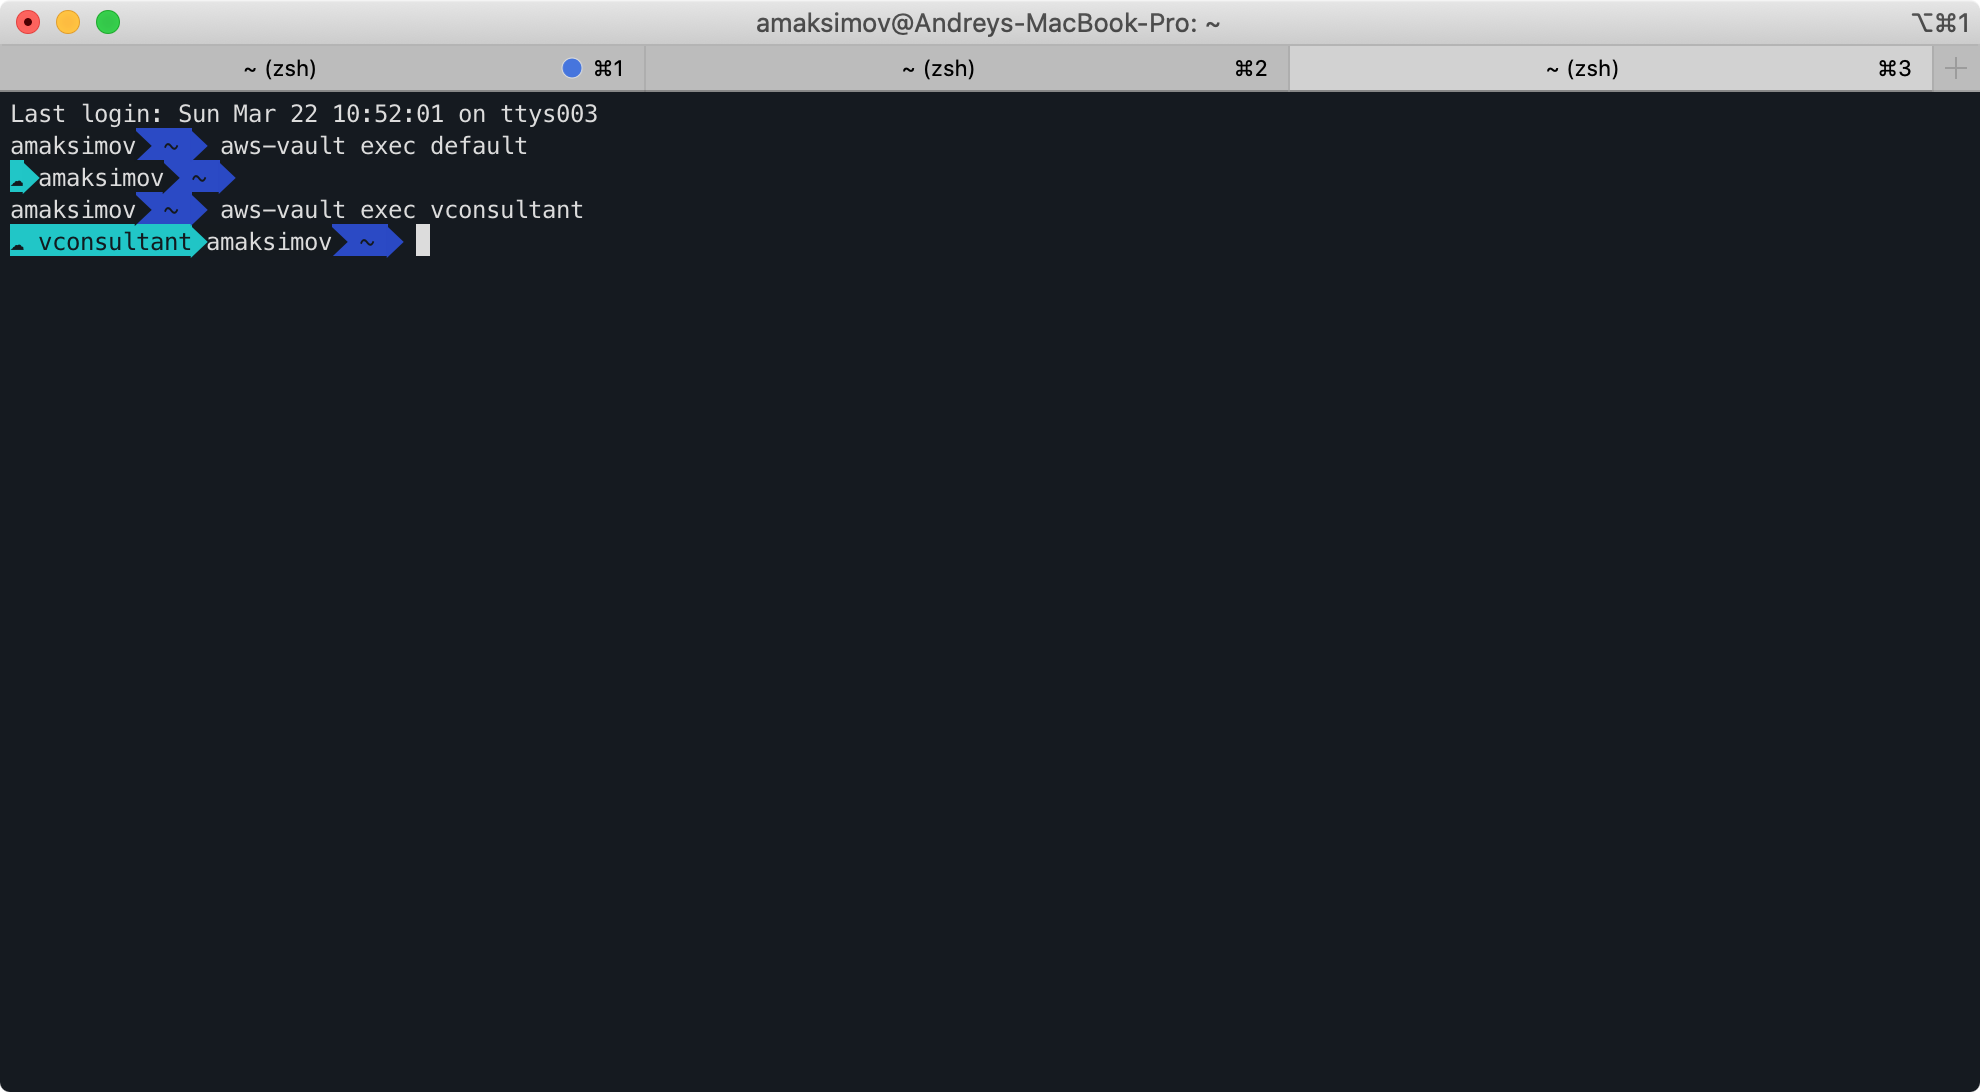 amaksimov@Andreys-MacBook-Pro: ~ ⌥⌘1
~ (zsh) ⌘1 ~ (zsh) ⌘2 ~ (zsh) ⌘3
Last login: Sun Mar 22 10:52:01 on ttys003
amaksimov ~ aws-vault exec default
☁ amaksimov ~
amaksimov ~ aws-vault exec vconsultant
☁ vconsultant amaksimov ~